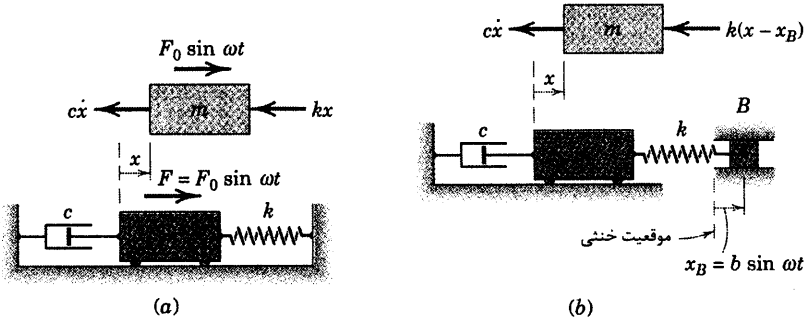 F₀ sin ωt
cẋ
m
kx
x
F = F₀ sin ωt
c
k
(a)
cẋ
m
k(x − x_B)
x
B
c
k
موقعیت خنثی
x_B = b sin ωt
(b)